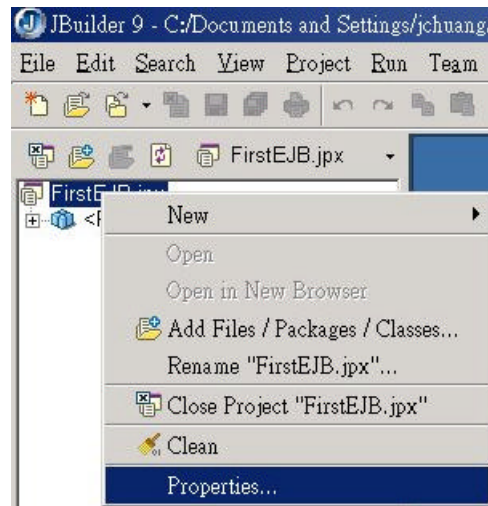 JBuilder 9 - C:/Documents and Settings/jchuang
File Edit Search View Project Run Team
FirstEJB.jpx
New
Open
Open in New Browser
Add Files / Packages / Classes...
Rename "FirstEJB.jpx"...
Close Project "FirstEJB.jpx"
Clean
Properties...